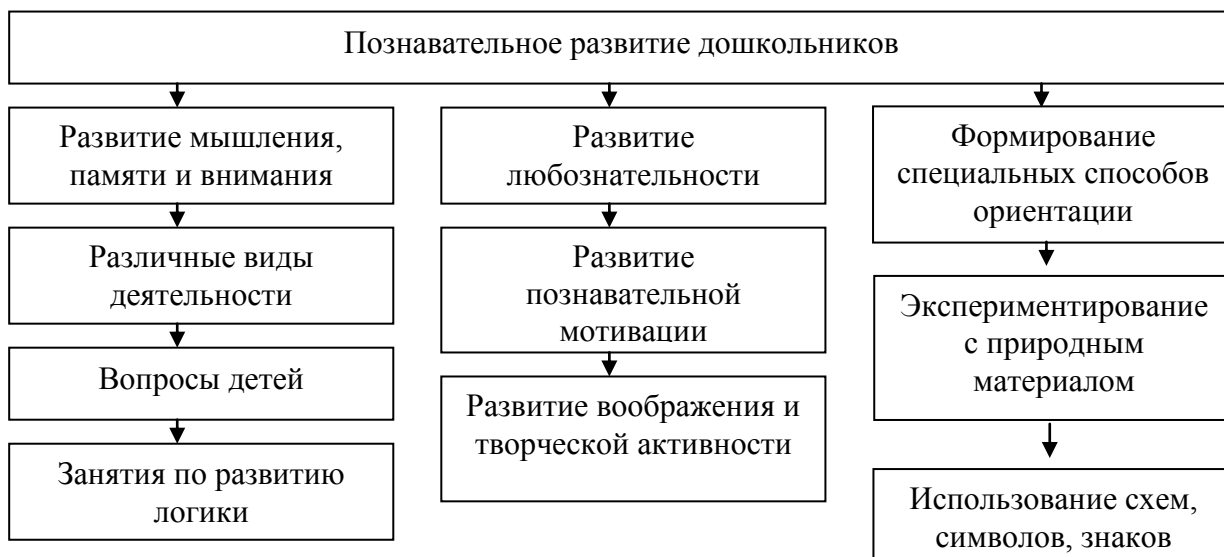 Познавательное развитие дошкольников
Развитие мышления,
памяти и внимания
Различные виды
деятельности
Вопросы детей
Занятия по развитию
логики
Развитие
любознательности
Развитие
познавательной
мотивации
Развитие воображения и
творческой активности
Формирование
специальных способов
ориентации
Экспериментирование
с природным
материалом
Использование схем,
символов, знаков